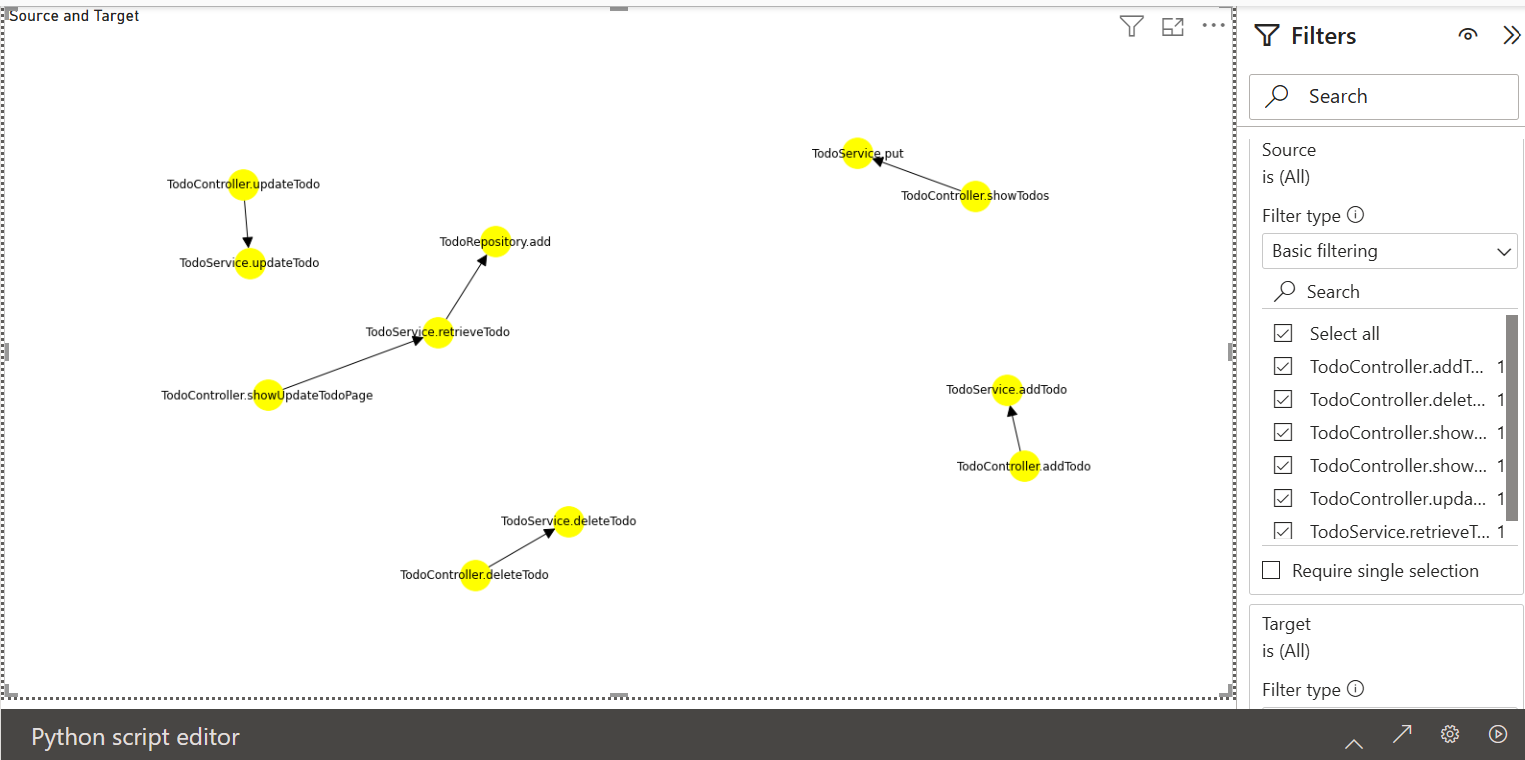 Source and Target
TodoService.put
TodoController.updateTodo
TodoController.showTodos
TodoRepository.add
TodoService.updateTodo
TodoService.retrieveTodo
TodoController.showUpdateTodoPage
TodoService.addTodo
TodoController.addTodo
TodoService.deleteTodo
TodoController.deleteTodo
Filters
Search
Source
is (All)
Filter type
Basic filtering
Search
Select all
TodoController.addT... 1
TodoController.delet... 1
TodoController.show... 1
TodoController.show... 1
TodoController.upda... 1
TodoService.retrieveT... 1
Require single selection
Target
is (All)
Filter type
Python script editor